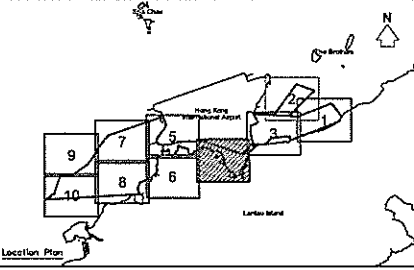 Sha Chau
N
The Brothers
Hong Kong
International Airport
2
1
3
7
5
9
8
6
10
Lantau Island
Location Plan